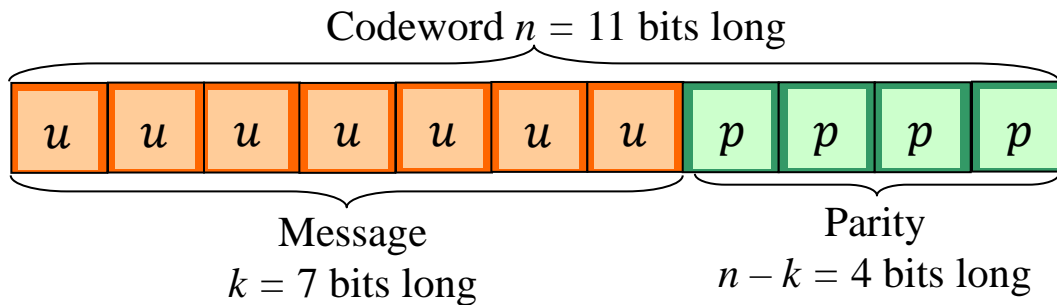 Codeword n = 11 bits long
u u u u u u u p p p p
Message
k = 7 bits long
Parity
n – k = 4 bits long